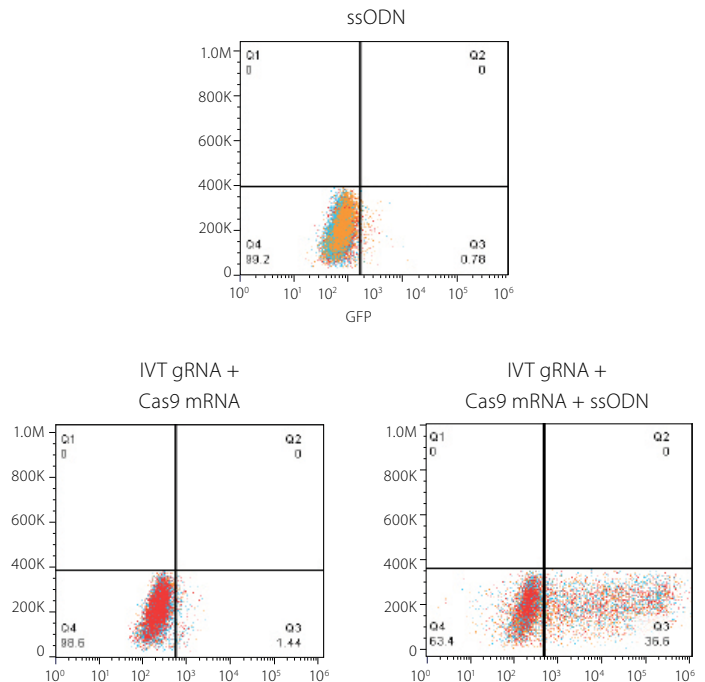 ssODN
1.0M
800K
600K
400K
200K
0
Q1
0
Q2
0
Q4
99.2
Q3
0.78
10⁰ 10¹ 10² 10³ 10⁴ 10⁵ 10⁶
GFP
IVT gRNA +
Cas9 mRNA
1.0M
800K
600K
400K
200K
0
Q1
0
Q2
0
Q4
98.6
Q3
1.44
10⁰ 10¹ 10² 10³ 10⁴ 10⁵ 10⁶
IVT gRNA +
Cas9 mRNA + ssODN
1.0M
800K
600K
400K
200K
0
Q1
0
Q2
0
Q4
63.4
Q3
36.6
10⁰ 10¹ 10² 10³ 10⁴ 10⁵ 10⁶